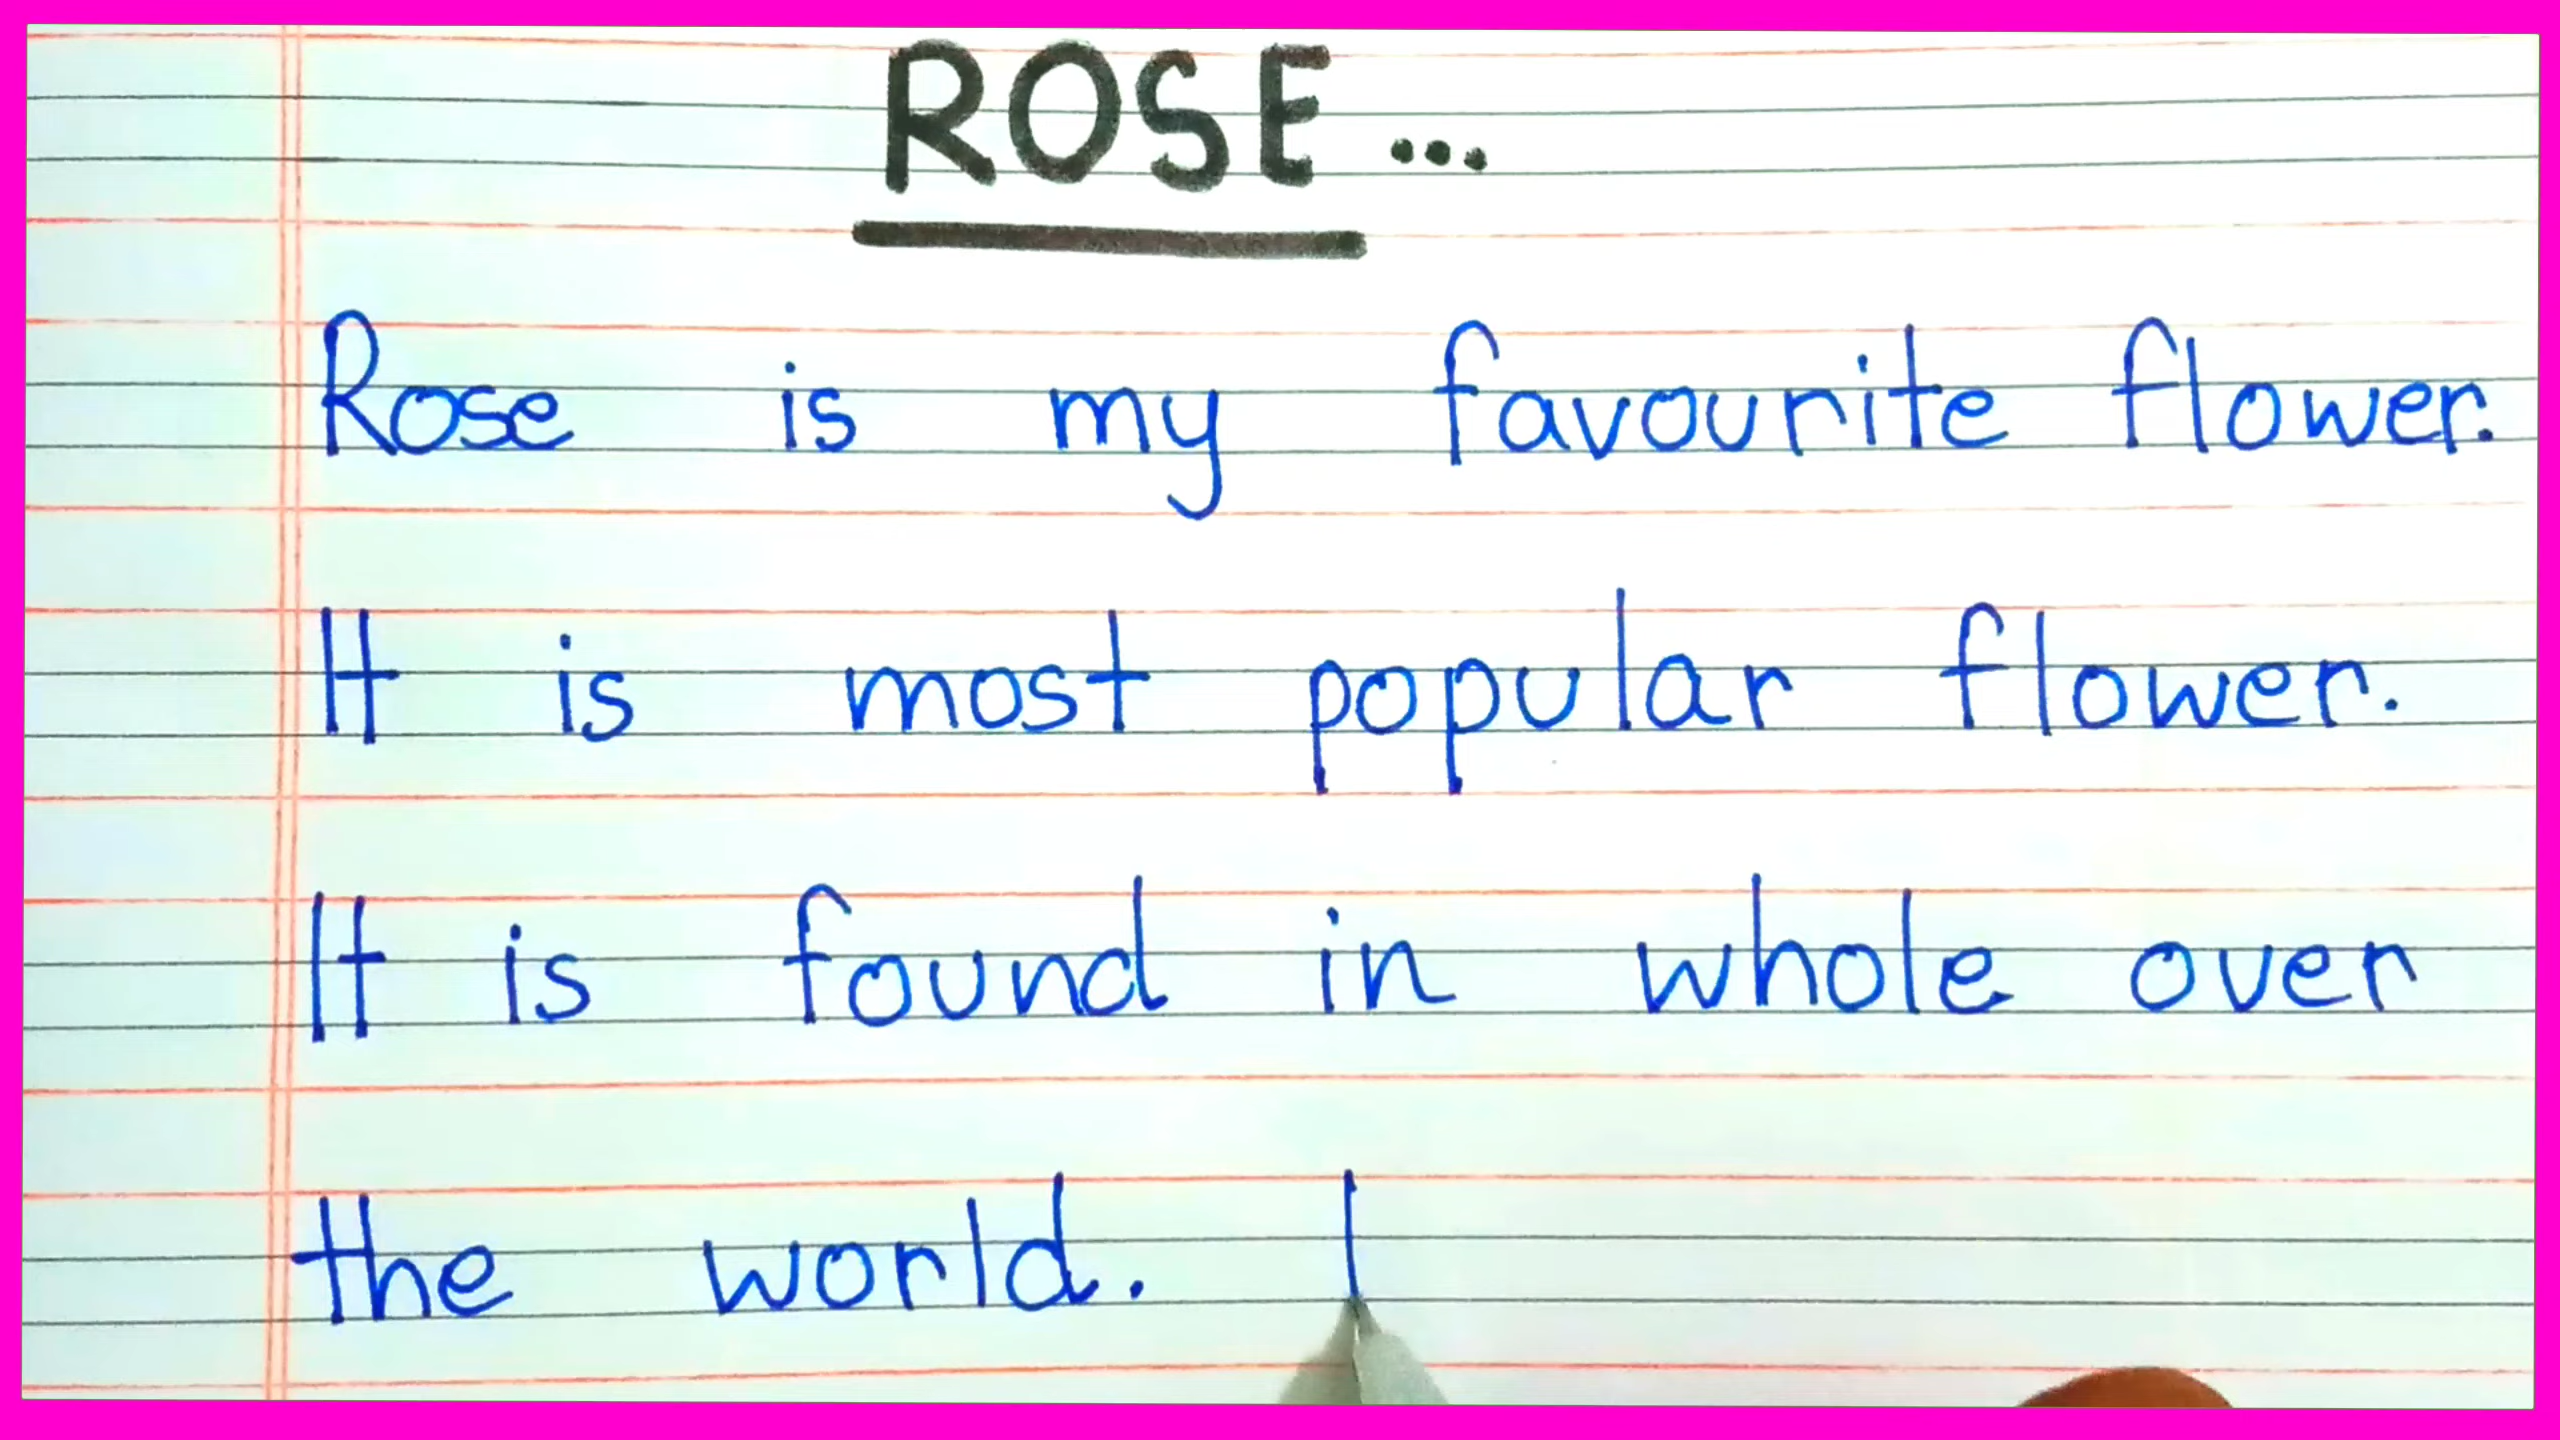 ROSE...
Rose is my favourite flower.
It is most popular flower.
It is found in whole over
the world. I